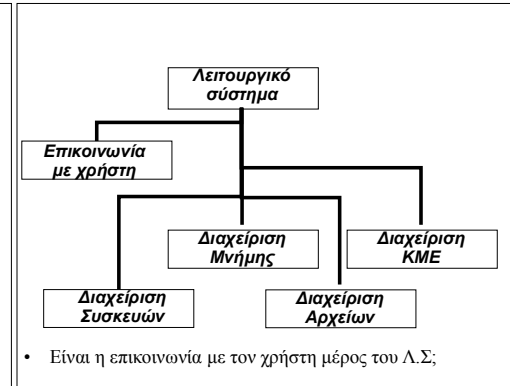 Λειτουργικό
σύστημα
Επικοινωνία
με χρήστη
Διαχείριση
Μνήμης
Διαχείριση
ΚΜΕ
Διαχείριση
Συσκευών
Διαχείριση
Αρχείων
• Είναι η επικοινωνία με τον χρήστη μέρος του Λ.Σ;